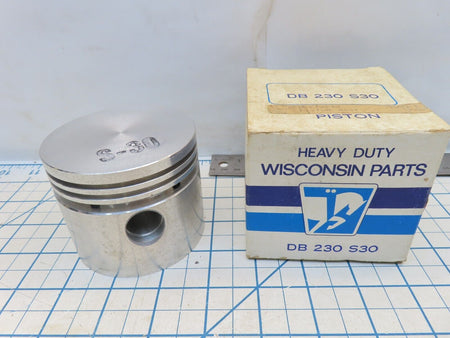 S-30
DB 230 S30
PISTON
HEAVY DUTY
WISCONSIN PARTS
DB 230 S30